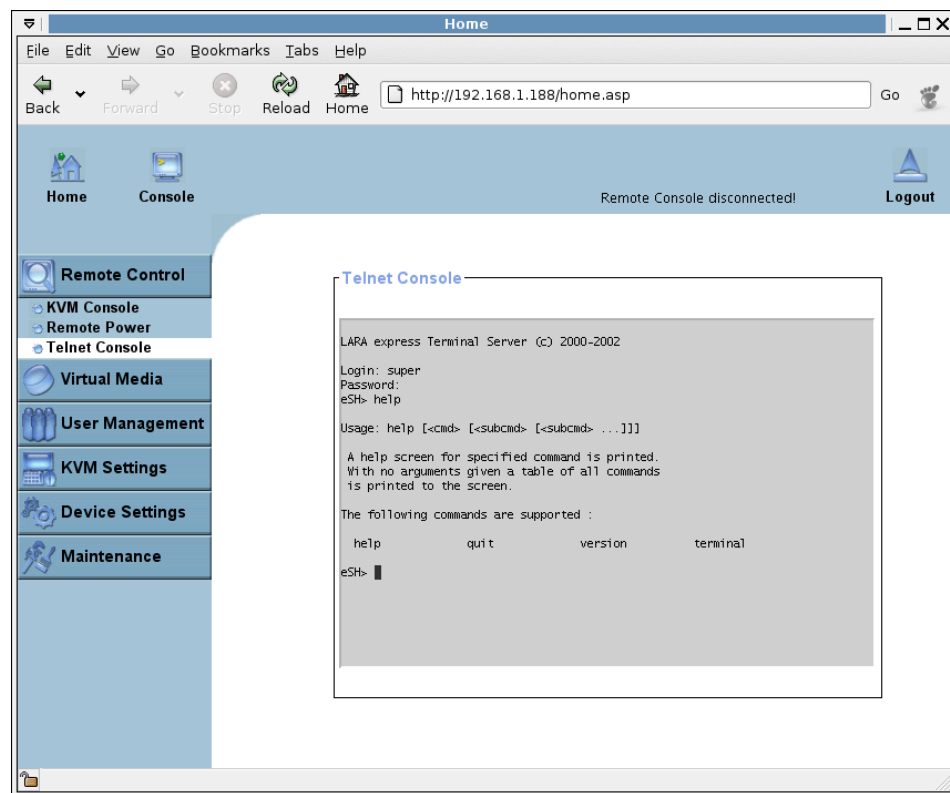 Home
File Edit View Go Bookmarks Tabs Help
Back Forward Stop Reload Home http://192.168.1.188/home.asp Go
Home Console Remote Console disconnected! Logout
Remote Control
KVM Console
Remote Power
Telnet Console
Virtual Media
User Management
KVM Settings
Device Settings
Maintenance
Telnet Console
LARA express Terminal Server (c) 2000-2002
Login: super
Password:
eSH> help
Usage: help [<cmd> [<subcmd> [<subcmd> ...]]]
A help screen for specified command is printed.
With no arguments given a table of all commands
is printed to the screen.
The following commands are supported :
help quit version terminal
eSH>